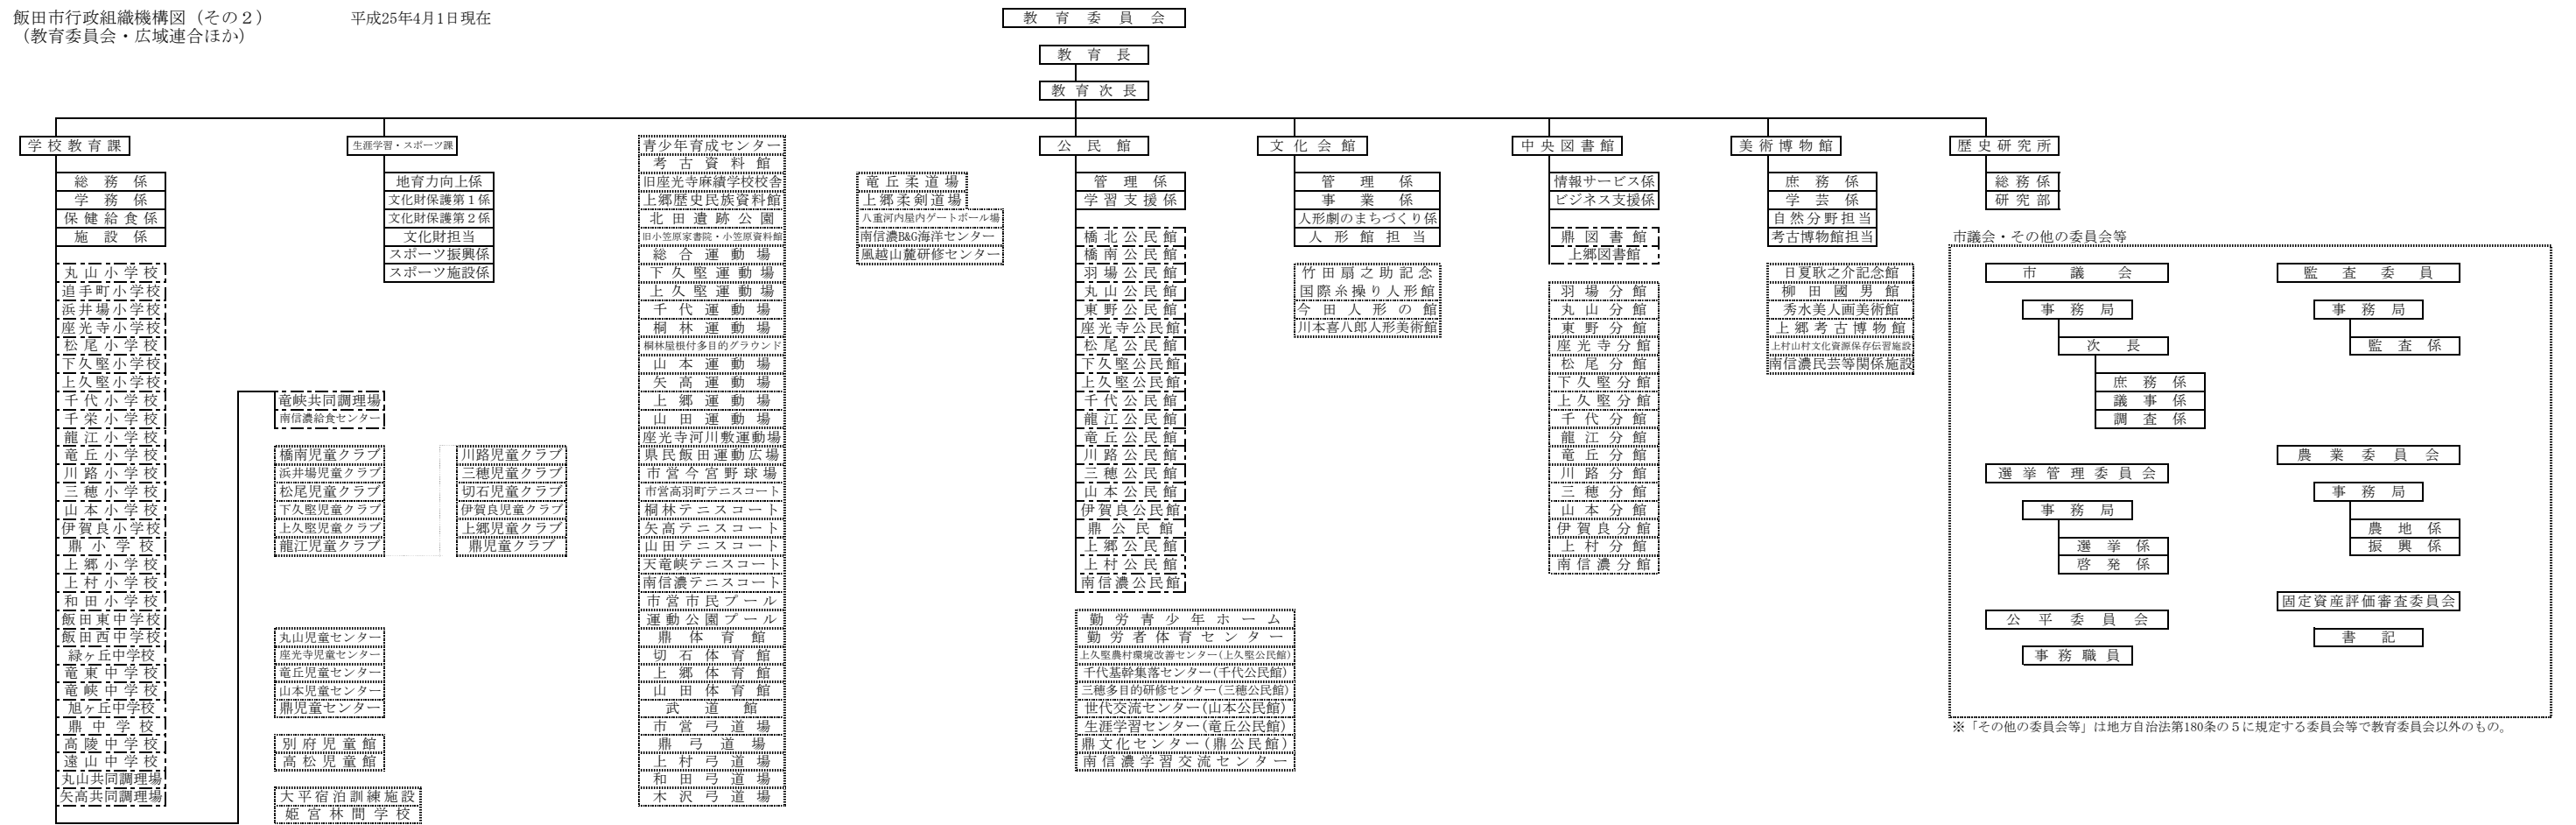 飯田市行政組織機構図（その２）
平成25年4月1日現在
（教育委員会・広域連合ほか）
教育委員会
教育長
教育次長
学校教育課
総務係
学務係
保健給食係
施設係
丸山小学校
追手町小学校
浜井場小学校
座光寺小学校
松尾小学校
下久堅小学校
上久堅小学校
千代小学校
千栄小学校
龍江小学校
竜丘小学校
川路小学校
三穂小学校
山本小学校
伊賀良小学校
鼎小学校
上郷小学校
上村小学校
和田小学校
飯田東中学校
飯田西中学校
緑ヶ丘中学校
竜東中学校
竜峡中学校
旭ヶ丘中学校
鼎中学校
高陵中学校
遠山中学校
丸山共同調理場
矢高共同調理場
竜峡共同調理場
南信濃給食センター
橋南児童クラブ
浜井場児童クラブ
松尾児童クラブ
下久堅児童クラブ
上久堅児童クラブ
龍江児童クラブ
川路児童クラブ
三穂児童クラブ
切石児童クラブ
伊賀良児童クラブ
上郷児童クラブ
鼎児童クラブ
丸山児童センター
座光寺児童センター
竜丘児童センター
山本児童センター
鼎児童センター
別府児童館
高松児童館
大平宿泊訓練施設
姫宮林間学校
生涯学習・スポーツ課
地育力向上係
文化財保護第１係
文化財保護第２係
文化財担当
スポーツ振興係
スポーツ施設係
青少年育成センター
考古資料館
旧座光寺麻績学校校舎
上郷歴史民族資料館
北田遺跡公園
旧小笠原家書院・小笠原資料館
総合運動場
下久堅運動場
上久堅運動場
千代運動場
桐林運動場
桐林屋根付多目的グラウンド
山本運動場
矢高運動場
上郷運動場
山田運動場
座光寺河川敷運動場
県民飯田運動広場
市営今宮野球場
市営高羽町テニスコート
桐林テニスコート
矢高テニスコート
山田テニスコート
天竜峡テニスコート
南信濃テニスコート
市営市民プール
運動公園プール
鼎体育館
切石体育館
上郷体育館
山田体育館
武道館
市営弓道場
鼎弓道場
上村弓道場
和田弓道場
木沢弓道場
竜丘柔道場
上郷柔剣道場
八重河内屋内ゲートボール場
南信濃B&G海洋センター
風越山麓研修センター
公民館
管理係
学習支援係
橋北公民館
橋南公民館
羽場公民館
丸山公民館
東野公民館
座光寺公民館
松尾公民館
下久堅公民館
上久堅公民館
千代公民館
龍江公民館
竜丘公民館
川路公民館
三穂公民館
山本公民館
伊賀良公民館
鼎公民館
上郷公民館
上村公民館
南信濃公民館
勤労青少年ホーム
勤労者体育センター
上久堅農村環境改善センター(上久堅公民館)
千代基幹集落センター(千代公民館)
三穂多目的研修センター(三穂公民館)
世代交流センター(山本公民館)
生涯学習センター(竜丘公民館)
鼎文化センター(鼎公民館)
南信濃学習交流センター
文化会館
管理係
事業係
人形劇のまちづくり係
人形館担当
竹田扇之助記念
国際糸操り人形館
今田人形の館
川本喜八郎人形美術館
中央図書館
情報サービス係
ビジネス支援係
鼎図書館
上郷図書館
羽場分館
丸山分館
東野分館
座光寺分館
松尾分館
下久堅分館
上久堅分館
千代分館
龍江分館
竜丘分館
川路分館
三穂分館
山本分館
伊賀良分館
上村分館
南信濃分館
美術博物館
庶務係
学芸係
自然分野担当
考古博物館担当
日夏耿之介記念館
柳田國男館
秀水美人画美術館
上郷考古博物館
上村山村文化資源保存伝習施設
南信濃民芸等関係施設
歴史研究所
総務係
研究部
市議会・その他の委員会等
市議会
事務局
次長
庶務係
議事係
調査係
選挙管理委員会
事務局
選挙係
啓発係
公平委員会
事務職員
監査委員
事務局
監査係
農業委員会
事務局
農地係
振興係
固定資産評価審査委員会
書記
※「その他の委員会等」は地方自治法第180条の５に規定する委員会等で教育委員会以外のもの。